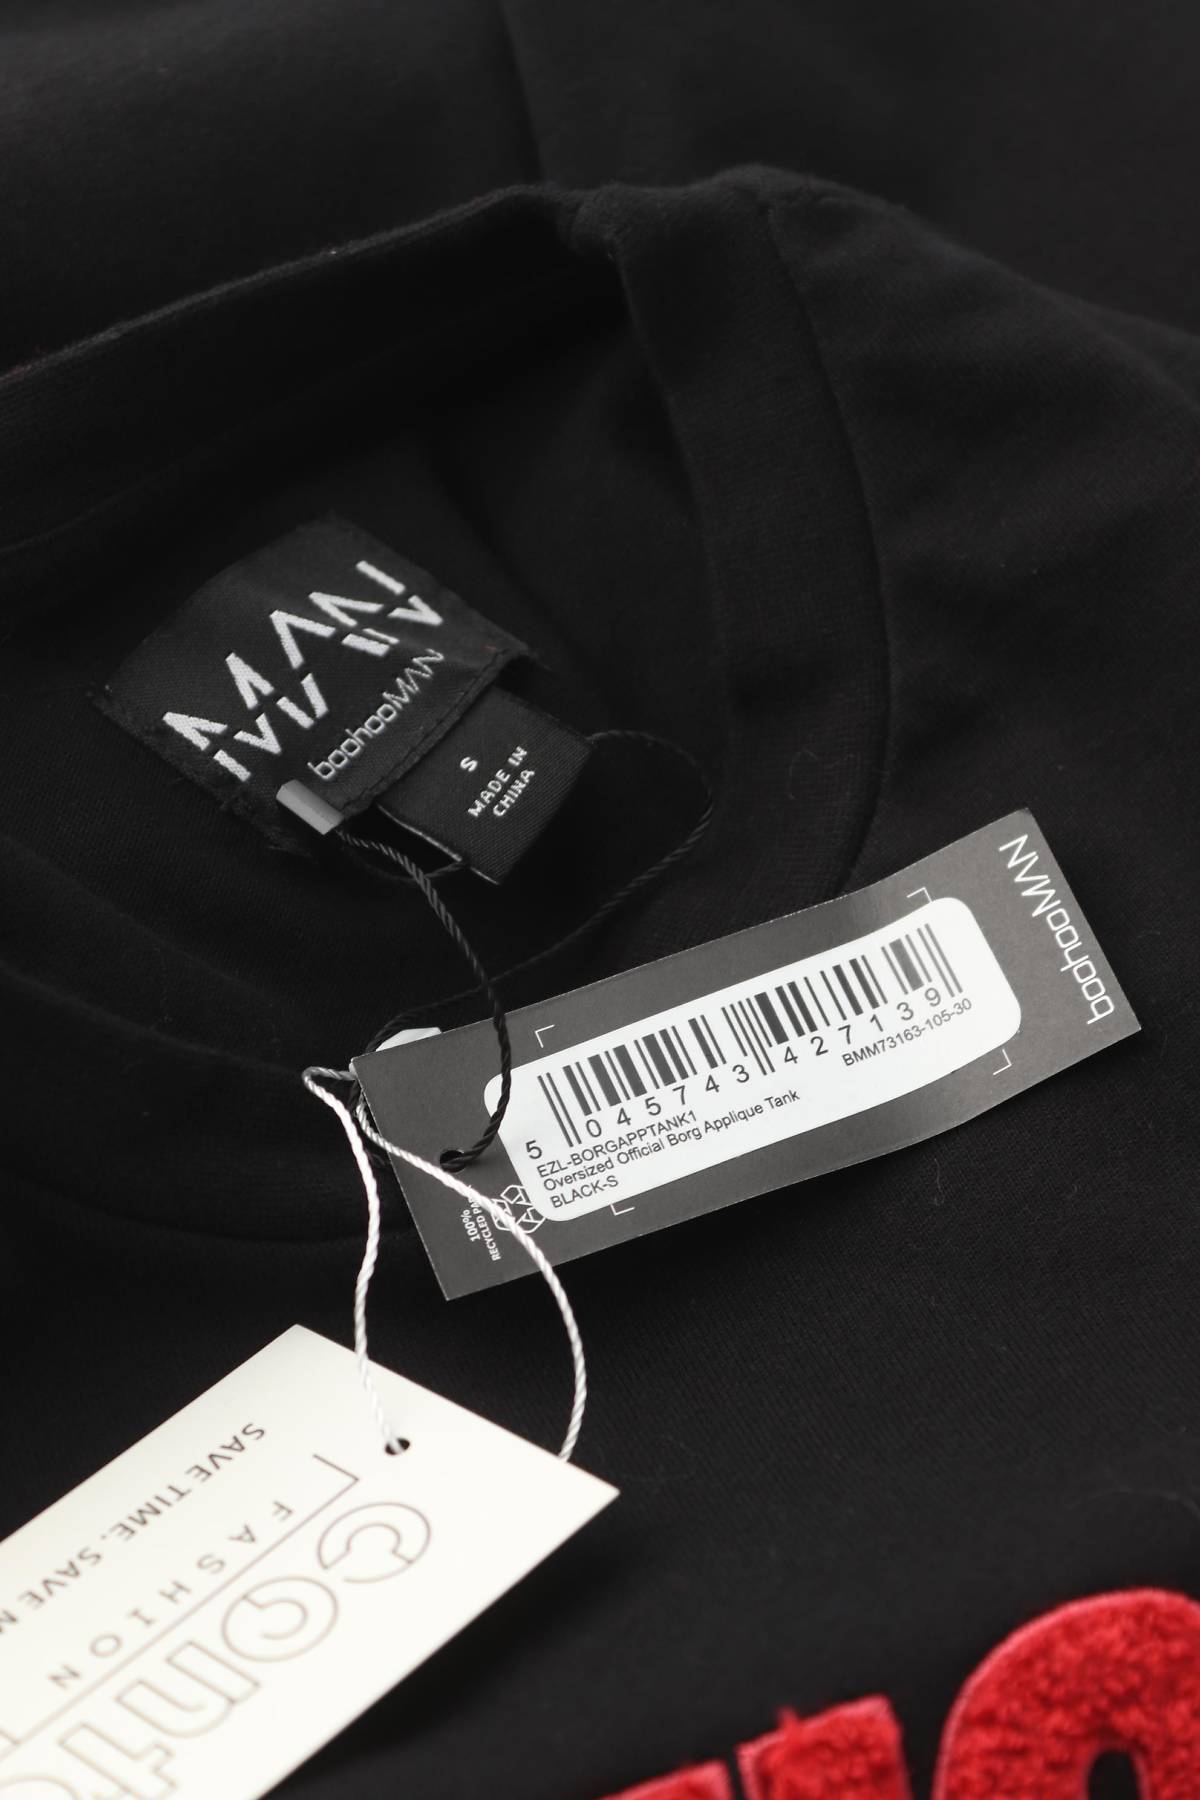 MAN
boohooMAN
S
MADE IN
CHINA
boohooMAN
5 045743 427139
BMM73163-105-30
EZL-BORGAPPTANK1
Oversized Official Borg Applique Tank
BLACK-S
100%
RECYCLED
SAVE TIME. SAVE
FASHION